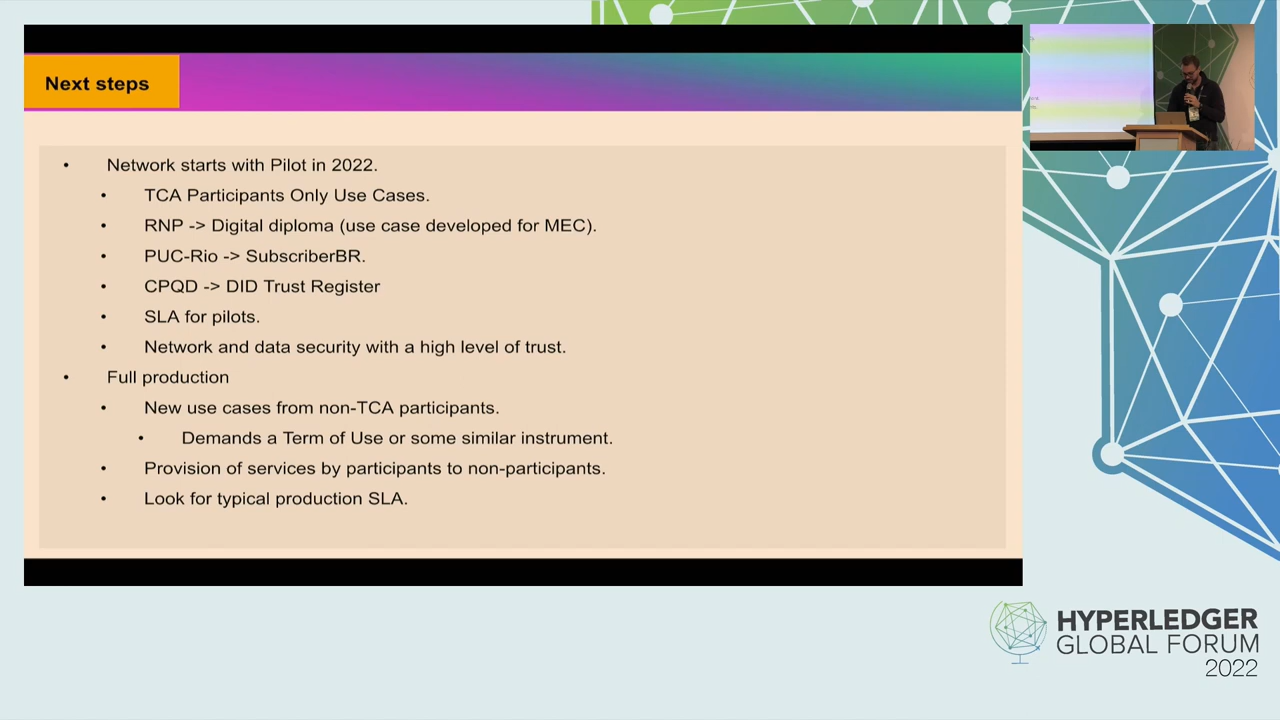 Next steps
• Network starts with Pilot in 2022.
• TCA Participants Only Use Cases.
• RNP -> Digital diploma (use case developed for MEC).
• PUC-Rio -> SubscriberBR.
• CPQD -> DID Trust Register
• SLA for pilots.
• Network and data security with a high level of trust.
• Full production
• New use cases from non-TCA participants.
• Demands a Term of Use or some similar instrument.
• Provision of services by participants to non-participants.
• Look for typical production SLA.
HYPERLEDGER
GLOBAL FORUM
2022